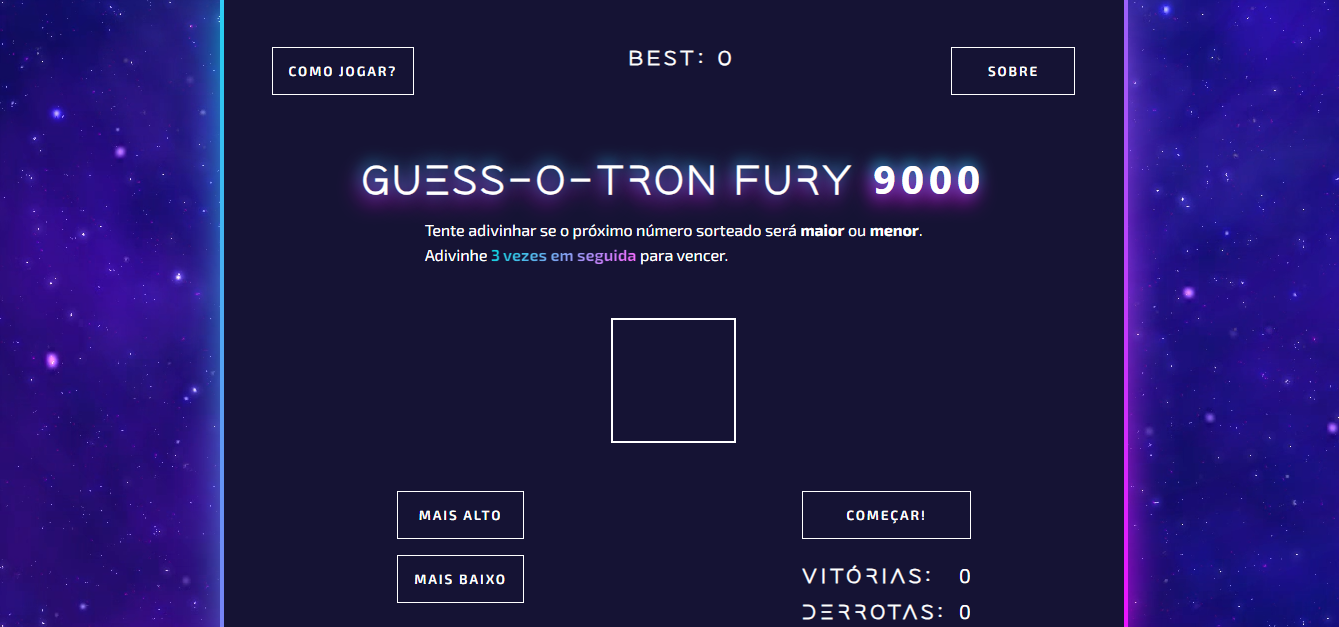 COMO JOGAR?
BEST: 0
SOBRE
GUESS-O-TRON FURY 9000
Tente adivinhar se o próximo número sorteado será maior ou menor.
Adivinhe 3 vezes em seguida para vencer.
MAIS ALTO
COMEÇAR!
MAIS BAIXO
VITÓRIAS: 0
DERROTAS: 0